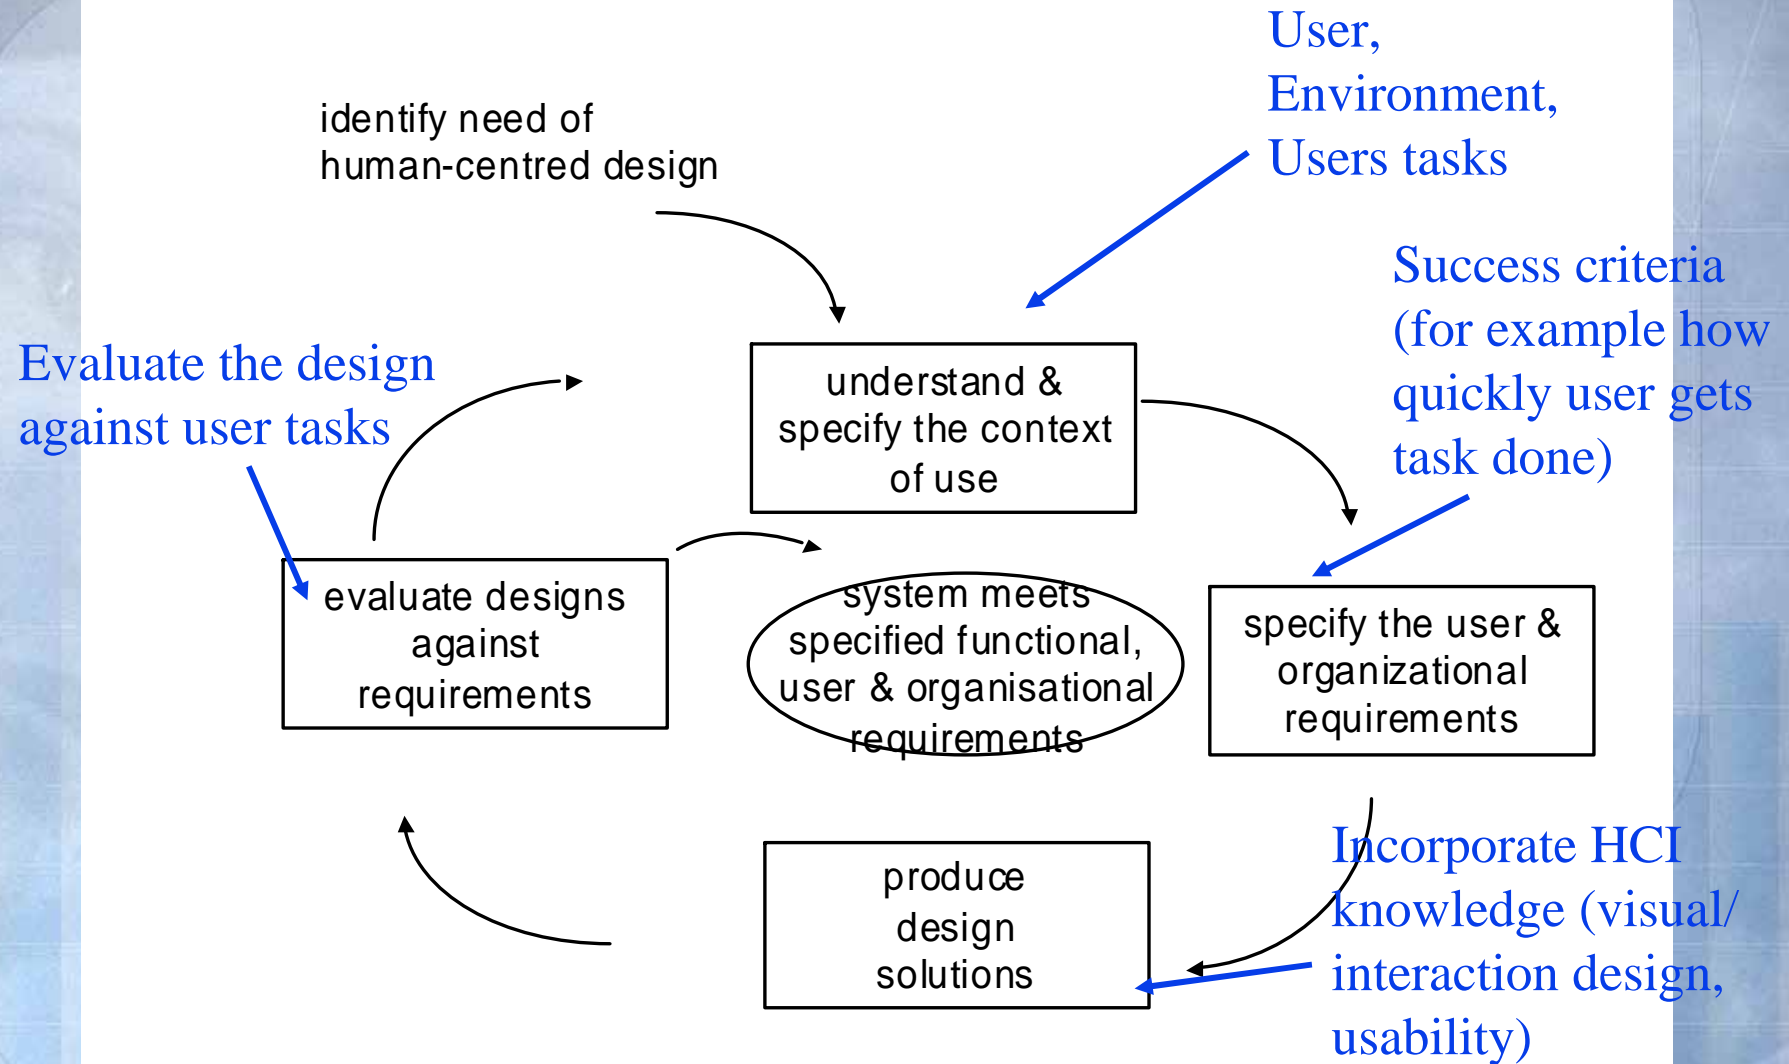 User,
Environment,
Users tasks
identify need of
human-centred design
Success criteria
(for example how
quickly user gets
task done)
Evaluate the design
against user tasks
understand &
specify the context
of use
evaluate designs
against
requirements
system meets
specified functional,
user & organisational
requirements
specify the user &
organizational
requirements
produce
design
solutions
Incorporate HCI
knowledge (visual/
interaction design,
usability)